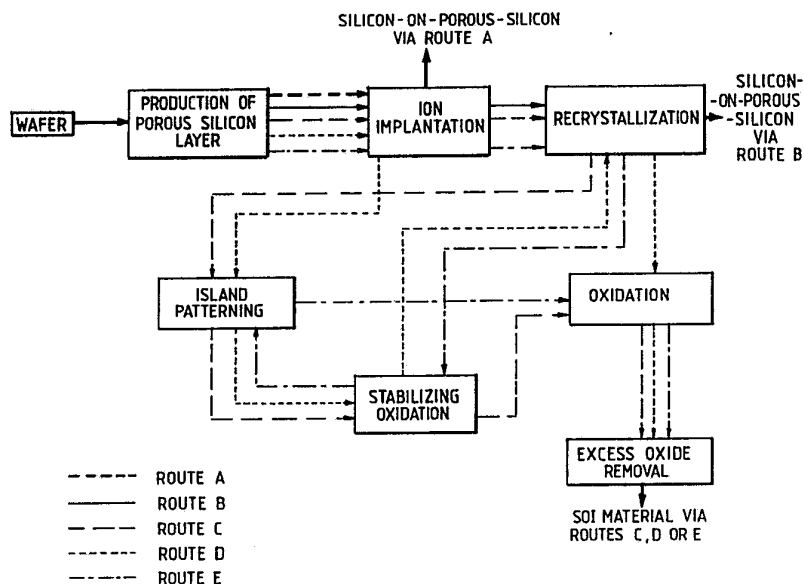 SILICON-ON-POROUS-SILICON
VIA ROUTE A
WAFER
PRODUCTION OF
POROUS SILICON
LAYER
ION
IMPLANTATION
RECRYSTALLIZATION
SILICON-
-ON-POROUS
-SILICON
VIA
ROUTE B
ISLAND
PATTERNING
OXIDATION
STABILIZING
OXIDATION
EXCESS OXIDE
REMOVAL
SOI MATERIAL VIA
ROUTES C,D OR E
ROUTE A
ROUTE B
ROUTE C
ROUTE D
ROUTE E